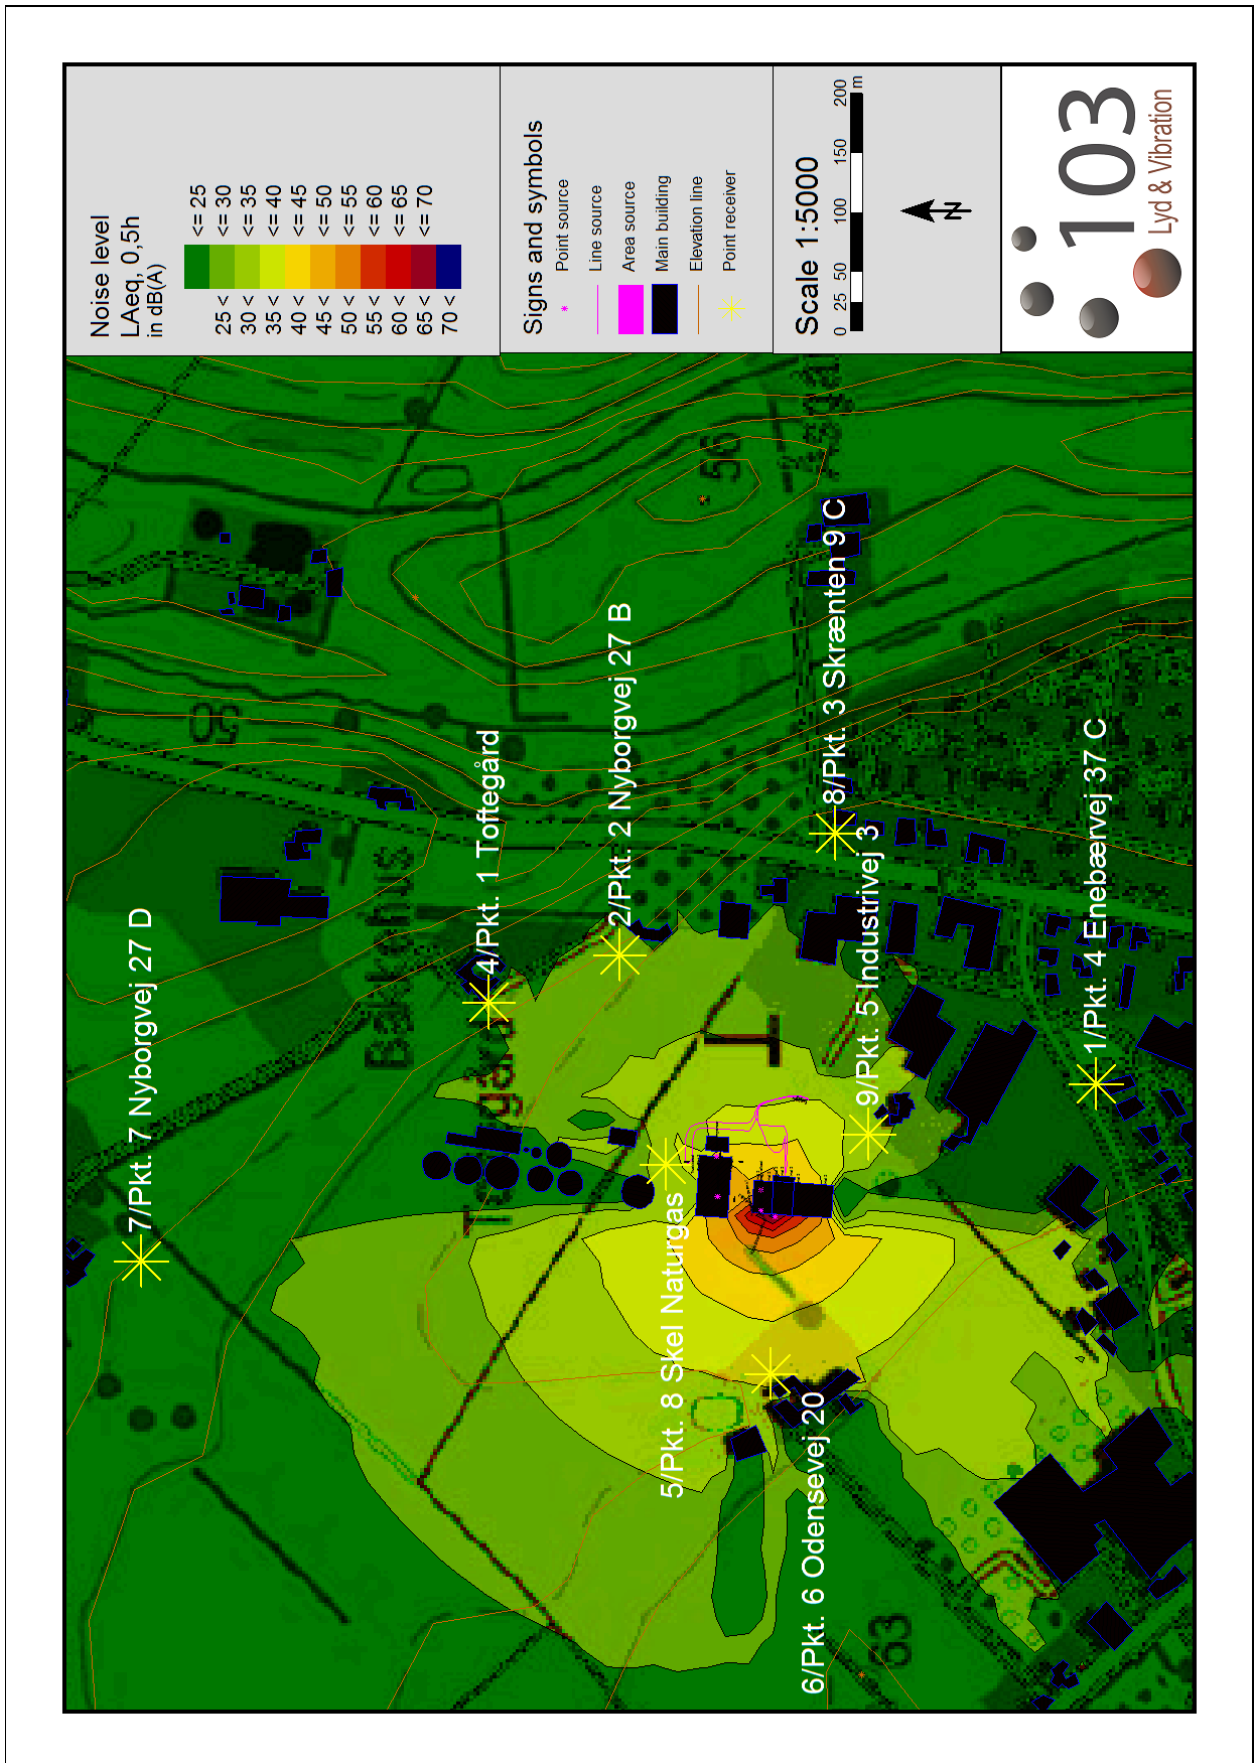 Noise level
LAeq, 0,5h
in dB(A)
<= 25
25 < <= 30
30 < <= 35
35 < <= 40
40 < <= 45
45 < <= 50
50 < <= 55
55 < <= 60
60 < <= 65
65 < <= 70
70 <
Signs and symbols
Point source
Line source
Area source
Main building
Elevation line
Point receiver
Scale 1:5000
0 25 50 100 150 200
m
N
103
Lyd & Vibration
7/Pkt. 7 Nyborgvej 27 D
4/Pkt. 1 Toftegård
2/Pkt. 2 Nyborgvej 27 B
8/Pkt. 3 Skrænten 9 C
9/Pkt. 5 Industrivej 3
1/Pkt. 4 Enebærvej 37 C
5/Pkt. 8 Skel Naturgas
6/Pkt. 6 Odensevej 20
50
56
63